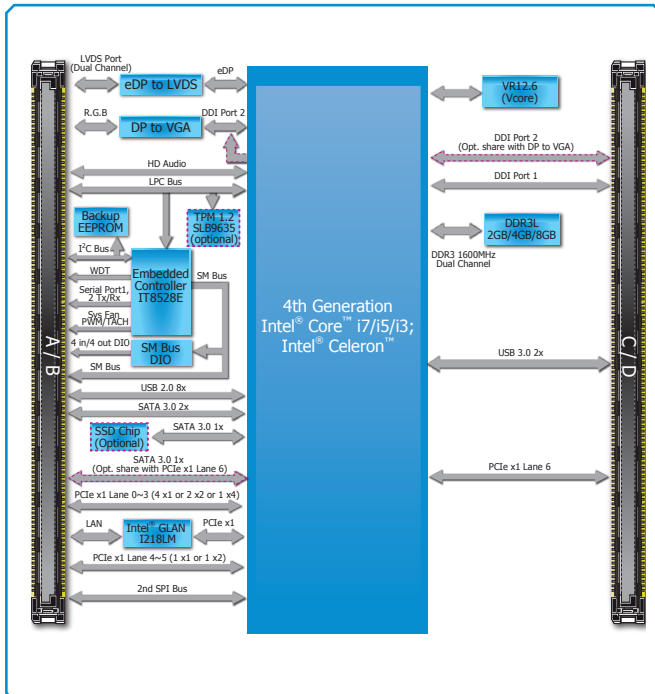 LVDS Port
(Dual Channel)
eDP to LVDS
eDP
R.G.B
DP to VGA
DDI Port 2
HD Audio
LPC Bus
Backup
EEPROM
TPM 1.2
SLB9635
(optional)
I²C Bus
WDT
Serial Port1,
2 Tx/Rx
Sys Fan
PWM/TACH
Embedded
Controller
IT8528E
SM Bus
4 in/4 out DIO
SM Bus
DIO
SM Bus
USB 2.0 8x
SATA 3.0 2x
SSD Chip
(Optional)
SATA 3.0 1x
SATA 3.0 1x
(Opt. share with PCIe x1 Lane 6)
PCIe x1 Lane 0~3 (4 x1 or 2 x2 or 1 x4)
LAN
Intel® GLAN
I218LM
PCIe x1
PCIe x1 Lane 4~5 (1 x1 or 1 x2)
2nd SPI Bus
A / B
4th Generation
Intel® Core™ i7/i5/i3;
Intel® Celeron™
VR12.6
(Vcore)
DDI Port 2
(Opt. share with DP to VGA)
DDI Port 1
DDR3L
2GB/4GB/8GB
DDR3 1600MHz
Dual Channel
USB 3.0 2x
PCIe x1 Lane 6
C / D